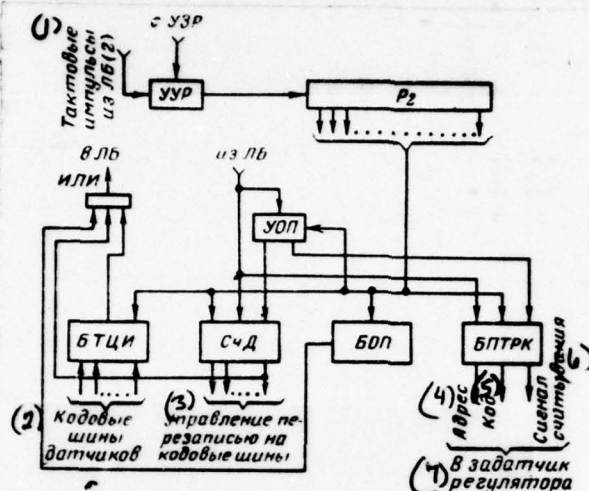 (1)
Тактовые
импульсы
из ЛБ(2)
с УЗР
УУР
P2
в ЛБ
ИЛИ
из ЛБ
УОП
БТЦИ
СчД
БОП
БПТРК
(2)
Кодовые
шины
датчиков
(3)
Управление пе-
резаписью на
кодовые шины
(4)
Адрес
(5)
Код
Сигнал
считывания
6)
(7)
В задатчик
регулятора